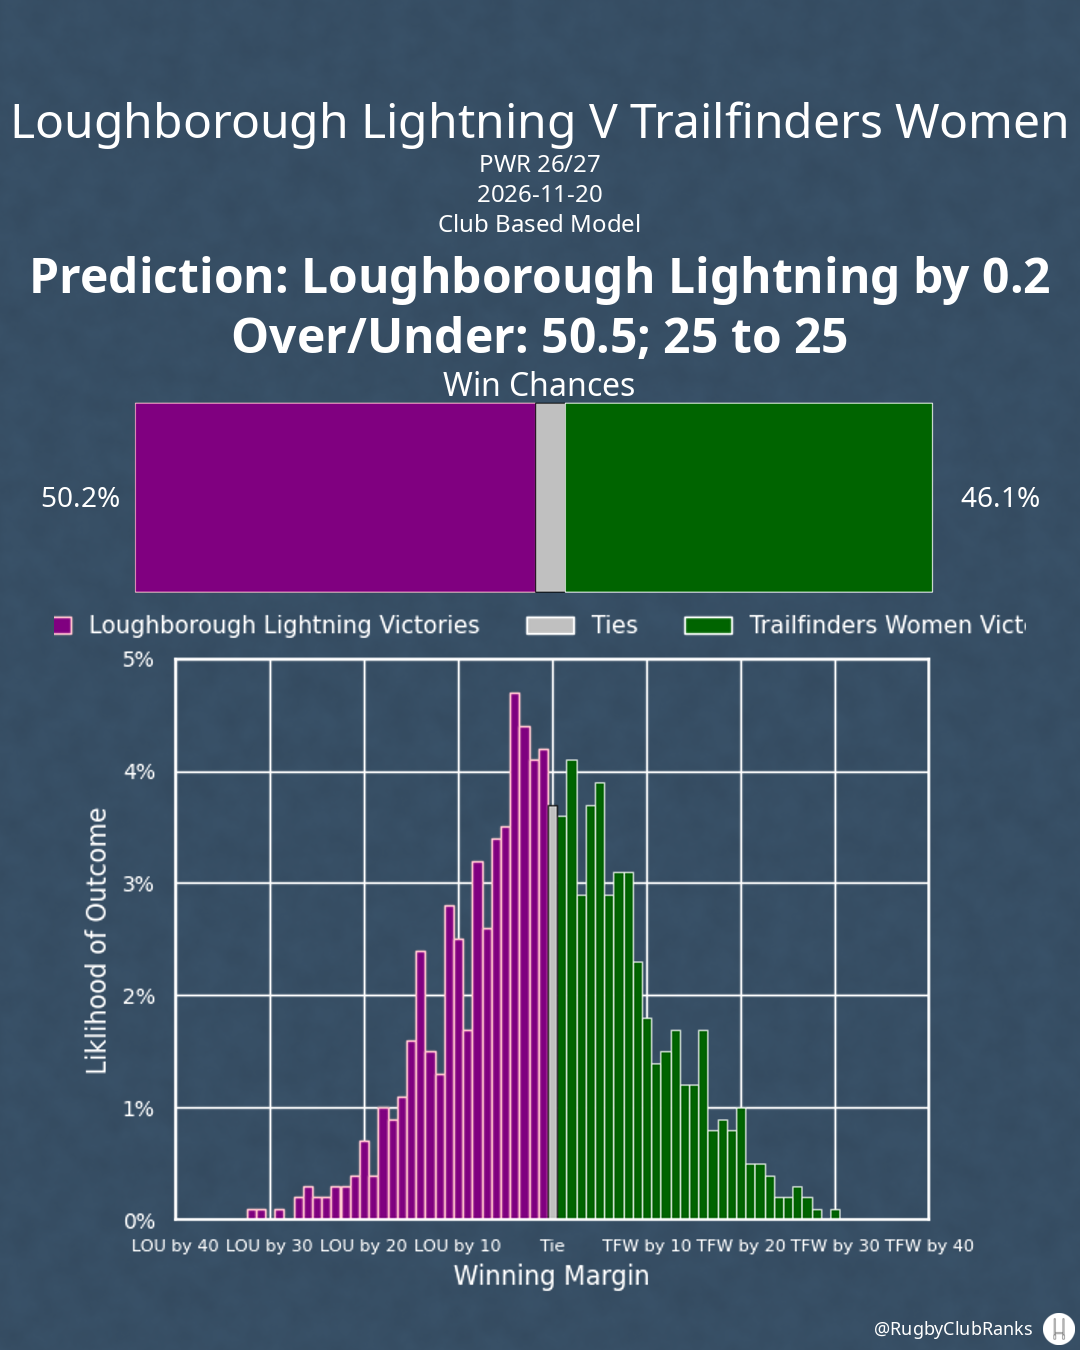 Loughborough Lightning V Trailfinders Women
PWR 26/27
2026-11-20
Club Based Model
Prediction: Loughborough Lightning by 0.2
Over/Under: 50.5; 25 to 25
Win Chances
50.2%
46.1%
Loughborough Lightning Victories
Ties
Trailfinders Women Vict
5%
4%
3%
2%
1%
0%
Liklihood of Outcome
LOU by 40 LOU by 30 LOU by 20 LOU by 10 Tie TFW by 10 TFW by 20 TFW by 30 TFW by 40
Winning Margin
@RugbyClubRanks